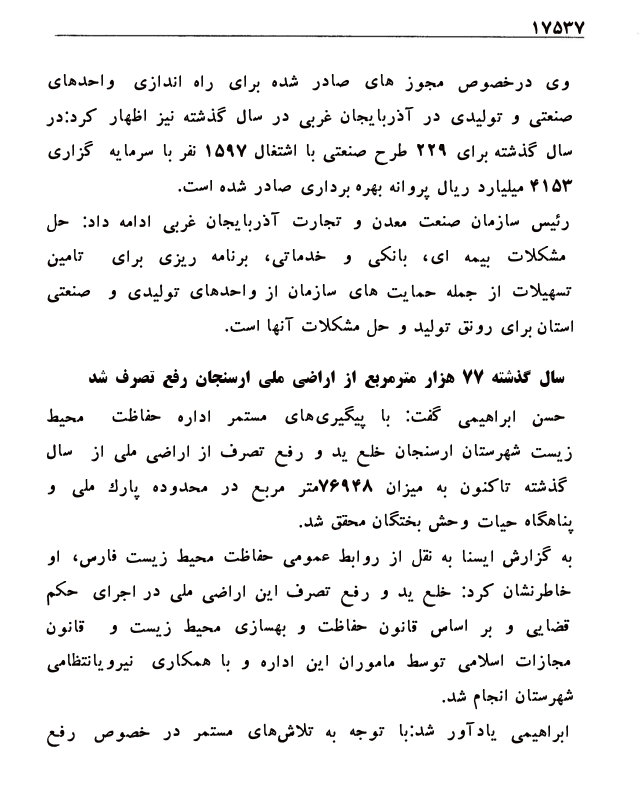 ۱۷۵۳۷
وی درخصوص مجوز های صادر شده برای راه اندازی واحدهای
صنعتی و تولیدی در آذربایجان غربی در سال گذشته نیز اظهار کرد:در
سال گذشته برای ۲۲۹ طرح صنعتی با اشتغال ۱۵۹۷ نفر با سرمایه گزاری
۴۱۵۳ میلیارد ریال پروانه بهره برداری صادر شده است.
رئیس سازمان صنعت معدن و تجارت آذربایجان غربی ادامه داد: حل
مشکلات بیمه ای، بانکی و خدماتی، برنامه ریزی برای تامین
تسهیلات از جمله حمایت های سازمان از واحدهای تولیدی و صنعتی
استان برای رونق تولید و حل مشکلات آنها است.
سال گذشته ۷۷ هزار مترمربع از اراضی ملی ارسنجان رفع تصرف شد
حسن ابراهیمی گفت: با پیگیری‌های مستمر اداره حفاظت محیط
زیست شهرستان ارسنجان خلع ید و رفع تصرف از اراضی ملی از سال
گذشته تاکنون به میزان ۷۶۹۴۸متر مربع در محدوده پارك ملی و
پناهگاه حیات وحش بختگان محقق شد.
به گزارش ایسنا به نقل از روابط عمومی حفاظت محیط زیست فارس، او
خاطرنشان کرد: خلع ید و رفع تصرف این اراضی ملی در اجرای حکم
قضایی و بر اساس قانون حفاظت و بهسازی محیط زیست و قانون
مجازات اسلامی توسط ماموران این اداره و با همکاری نیرویانتظامی
شهرستان انجام شد.
ابراهیمی یادآور شد:با توجه به تلاش‌های مستمر در خصوص رفع